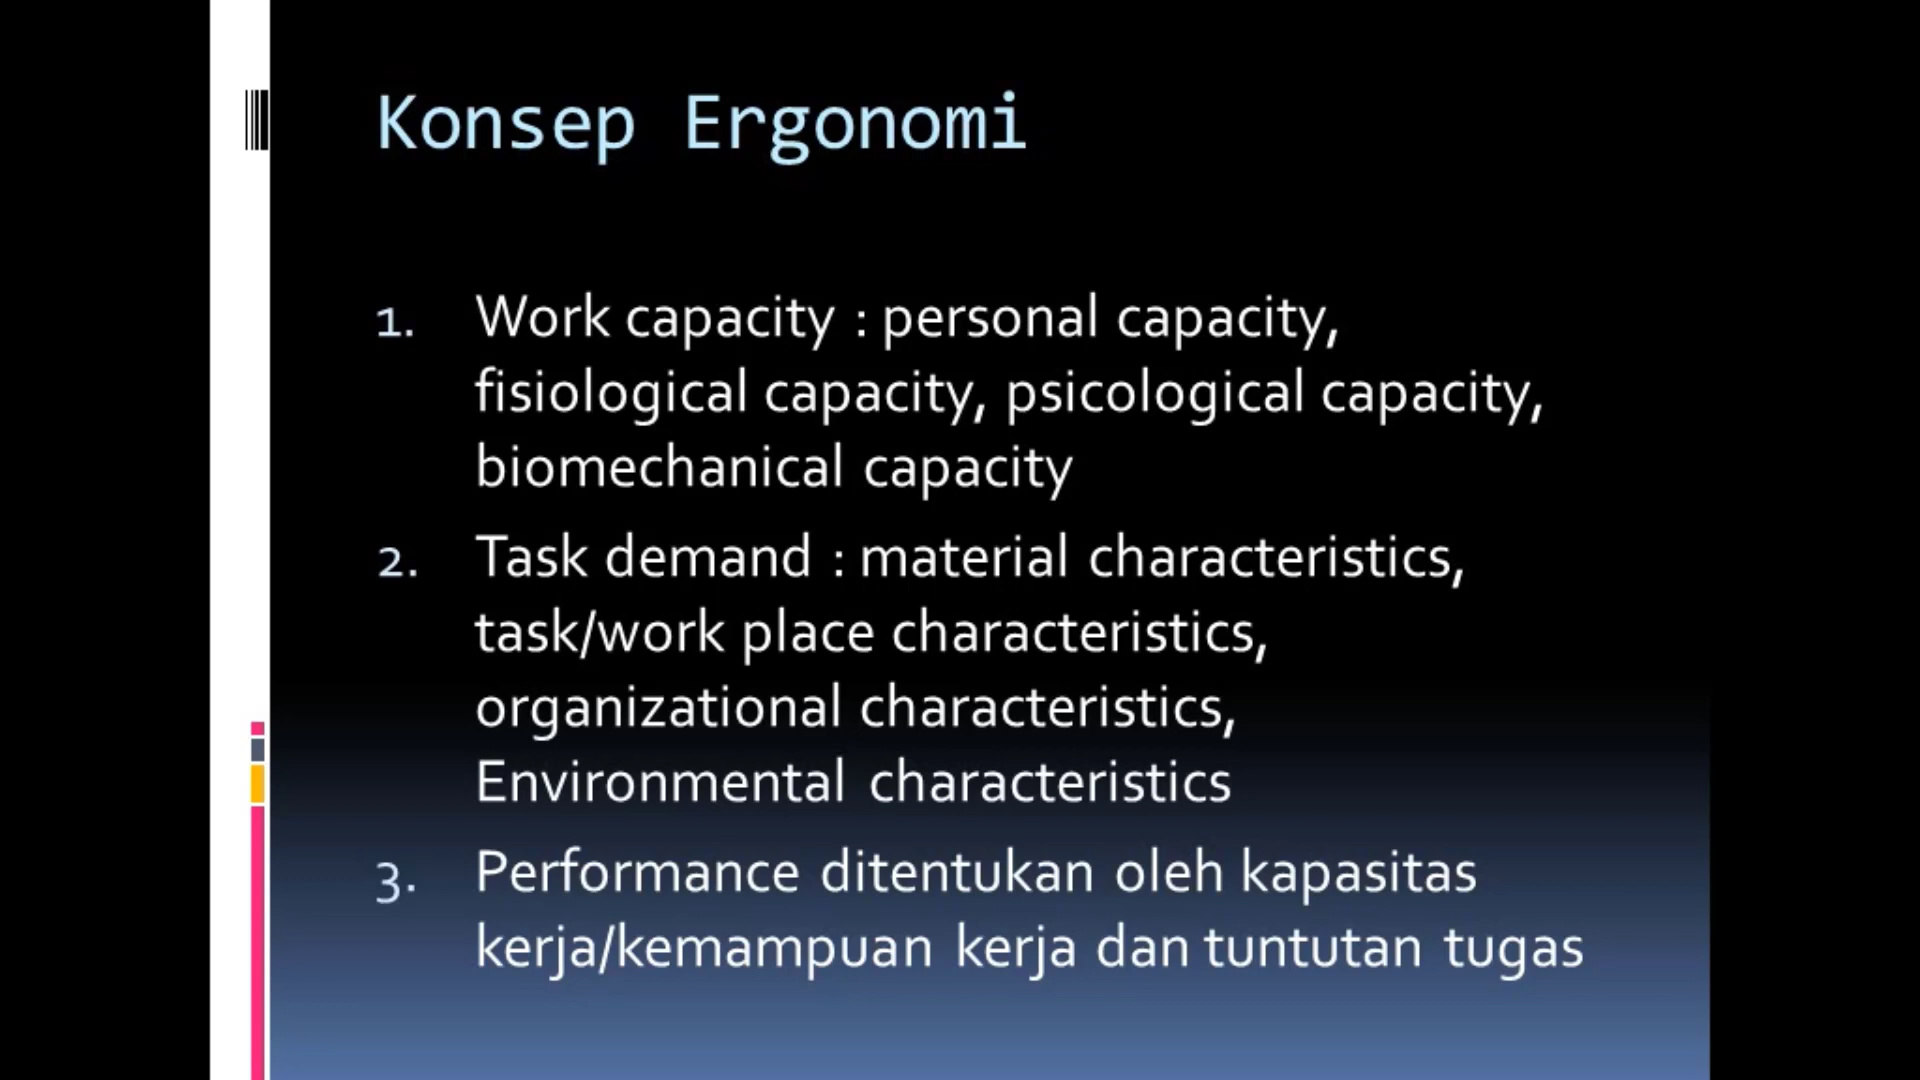 Konsep Ergonomi
1. Work capacity : personal capacity,
fisiological capacity, psicological capacity,
biomechanical capacity
2. Task demand : material characteristics,
task/work place characteristics,
organizational characteristics,
Environmental characteristics
3. Performance ditentukan oleh kapasitas
kerja/kemampuan kerja dan tuntutan tugas